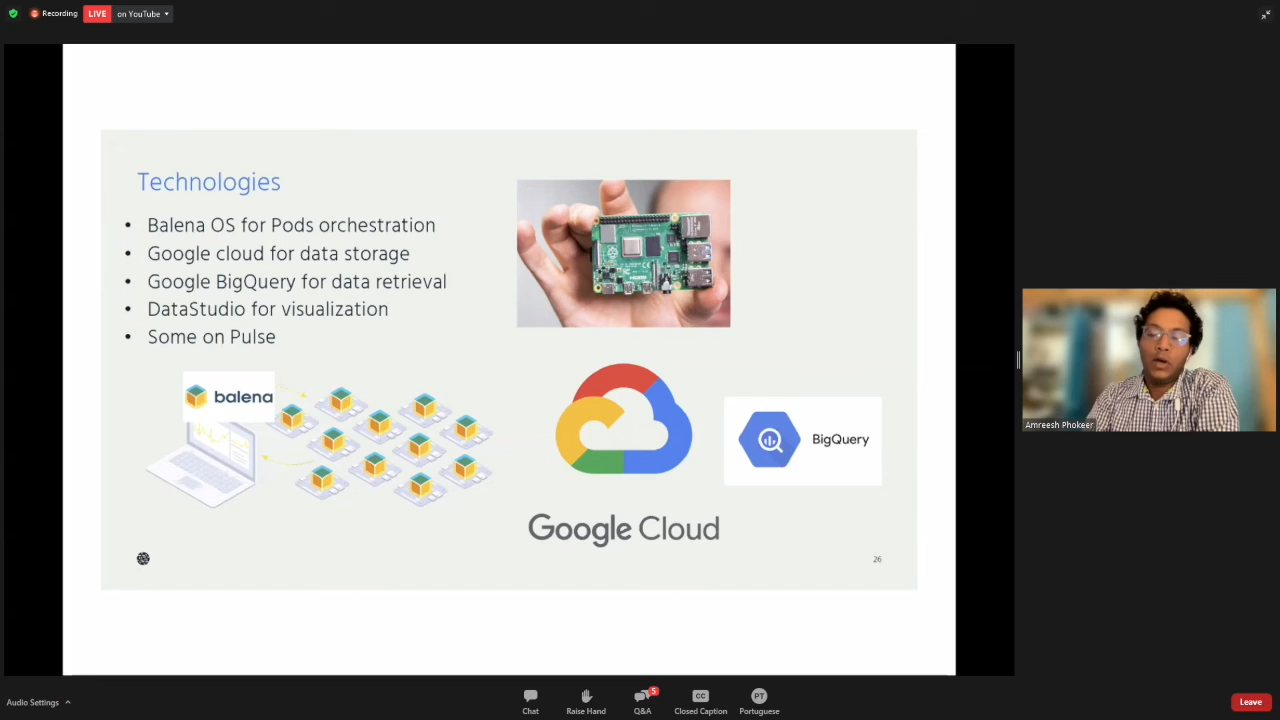 Recording
LIVE
on YouTube
Technologies
• Balena OS for Pods orchestration
• Google cloud for data storage
• Google BigQuery for data retrieval
• DataStudio for visualization
• Some on Pulse
balena
BigQuery
Google Cloud
26
Amreesh Phokeer
Audio Settings
Chat
Raise Hand
5
Q&A
CC
Closed Caption
PT
Portuguese
Leave